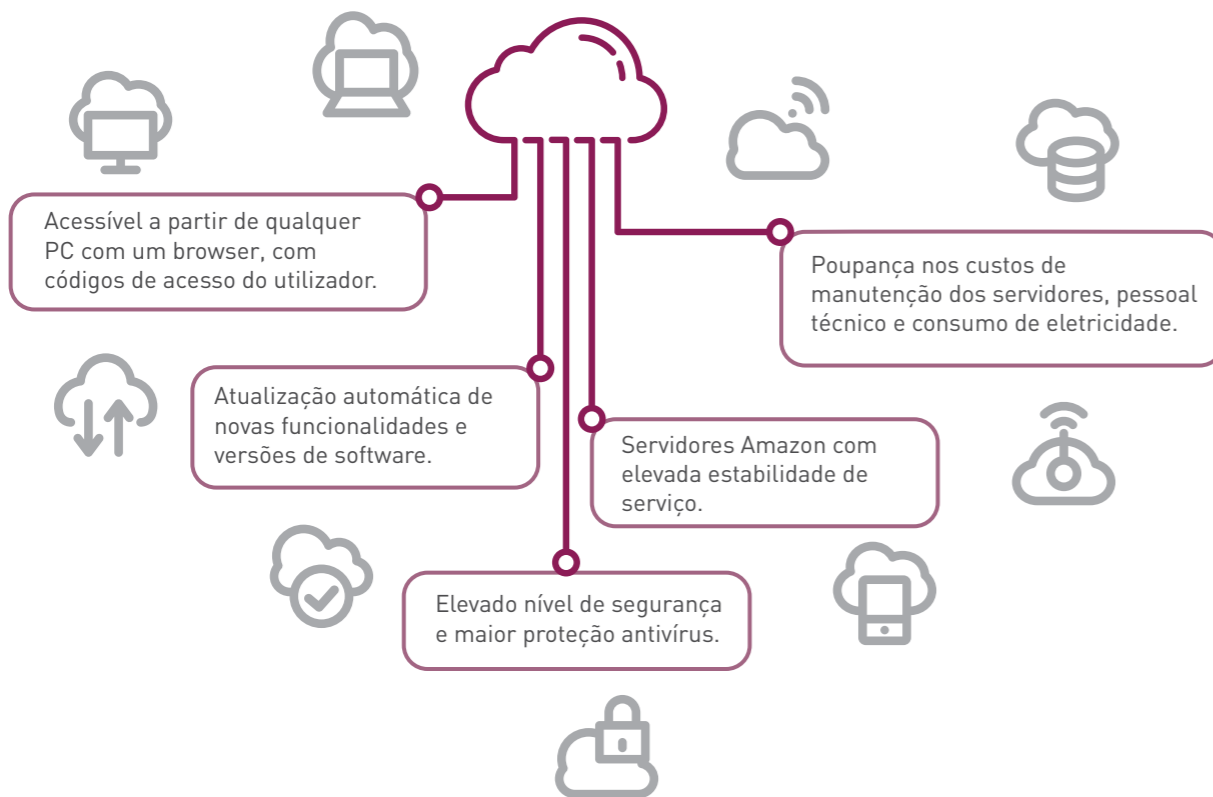 Acessível a partir de qualquer
PC com um browser, com
códigos de acesso do utilizador.
Poupança nos custos de
manutenção dos servidores, pessoal
técnico e consumo de eletricidade.
Atualização automática de
novas funcionalidades e
versões de software.
Servidores Amazon com
elevada estabilidade de
serviço.
Elevado nível de segurança
e maior proteção antivírus.